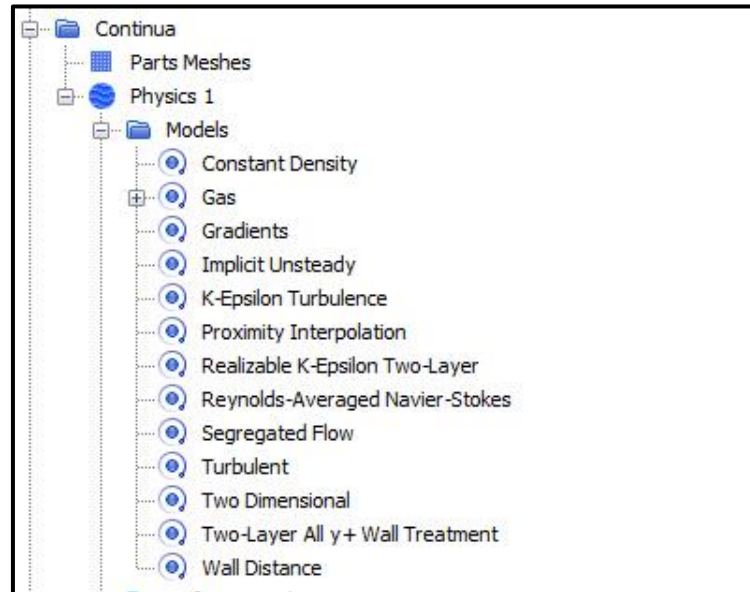 Continua
Parts Meshes
Physics 1
Models
Constant Density
Gas
Gradients
Implicit Unsteady
K-Epsilon Turbulence
Proximity Interpolation
Realizable K-Epsilon Two-Layer
Reynolds-Averaged Navier-Stokes
Segregated Flow
Turbulent
Two Dimensional
Two-Layer All y+ Wall Treatment
Wall Distance